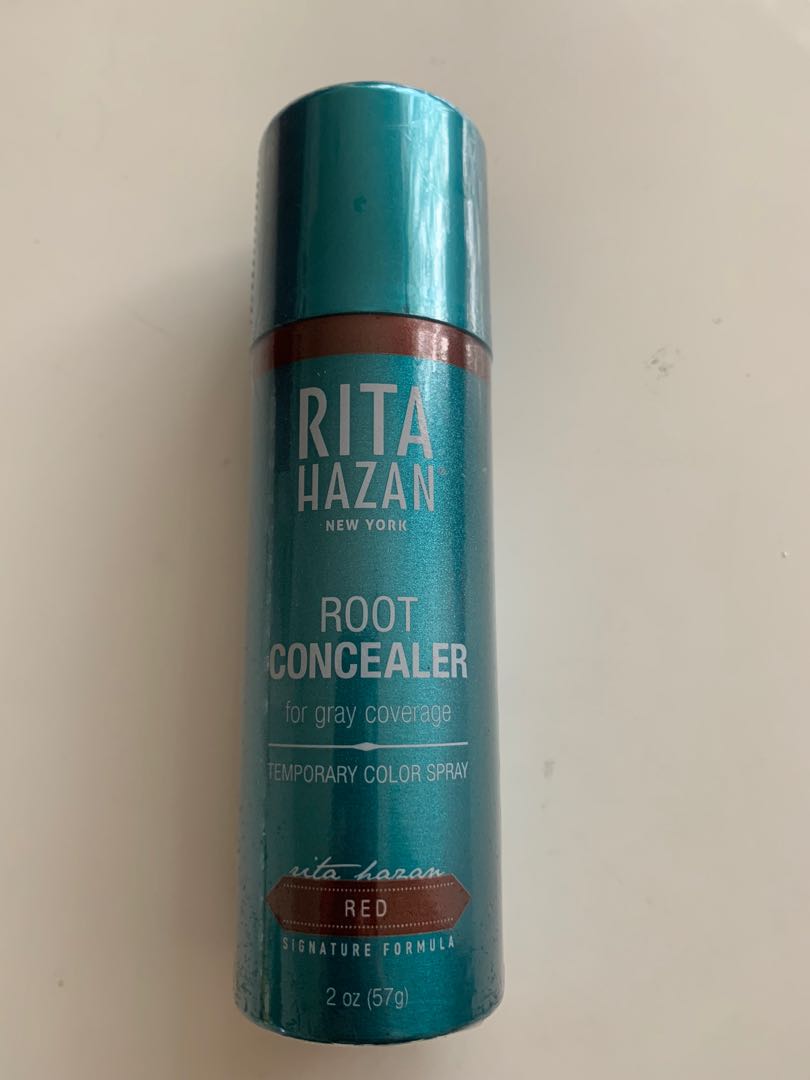 RITA
HAZAN®
NEW YORK
ROOT
CONCEALER
for gray coverage
TEMPORARY COLOR SPRAY
rita hazan
RED
SIGNATURE FORMULA
2 oz (57g)